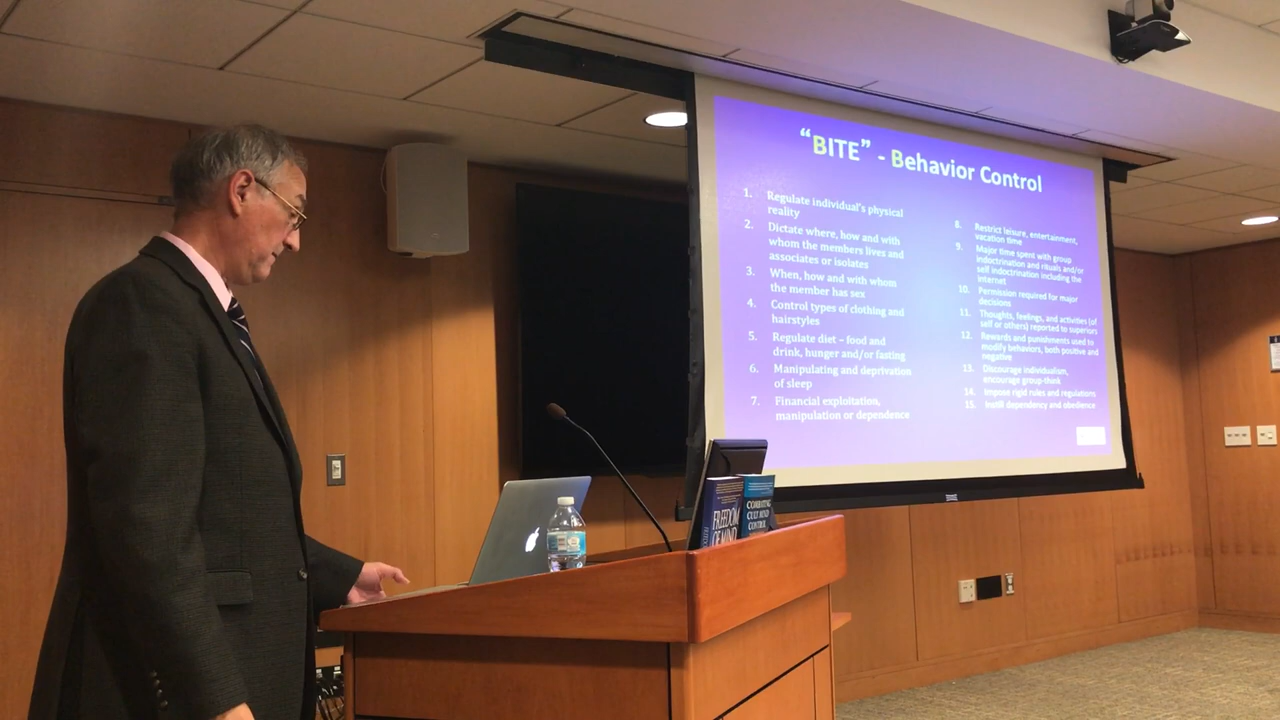 “BITE” - Behavior Control
1. Regulate individual's physical
reality
2. Dictate where, how and with
whom the members lives and
associates or isolates
3. When, how and with whom
the member has sex
4. Control types of clothing and
hairstyles
5. Regulate diet – food and
drink, hunger and/or fasting
6. Manipulating and deprivation
of sleep
7. Financial exploitation,
manipulation or dependence
8. Restrict leisure, entertainment,
vacation time
9. Major time spent with group
indoctrination and rituals and/or
self indoctrination including the
internet
10. Permission required for major
decisions
11. Thoughts, feelings, and activities (of
self or others) reported to superiors
12. Rewards and punishments used to
modify behaviors, both positive and
negative
13. Discourage individualism,
encourage group-think
14. Impose rigid rules and regulations
15. Instill dependency and obedience
FREEDOM
OF MIND
COMBATING
CULT MIND
CONTROL